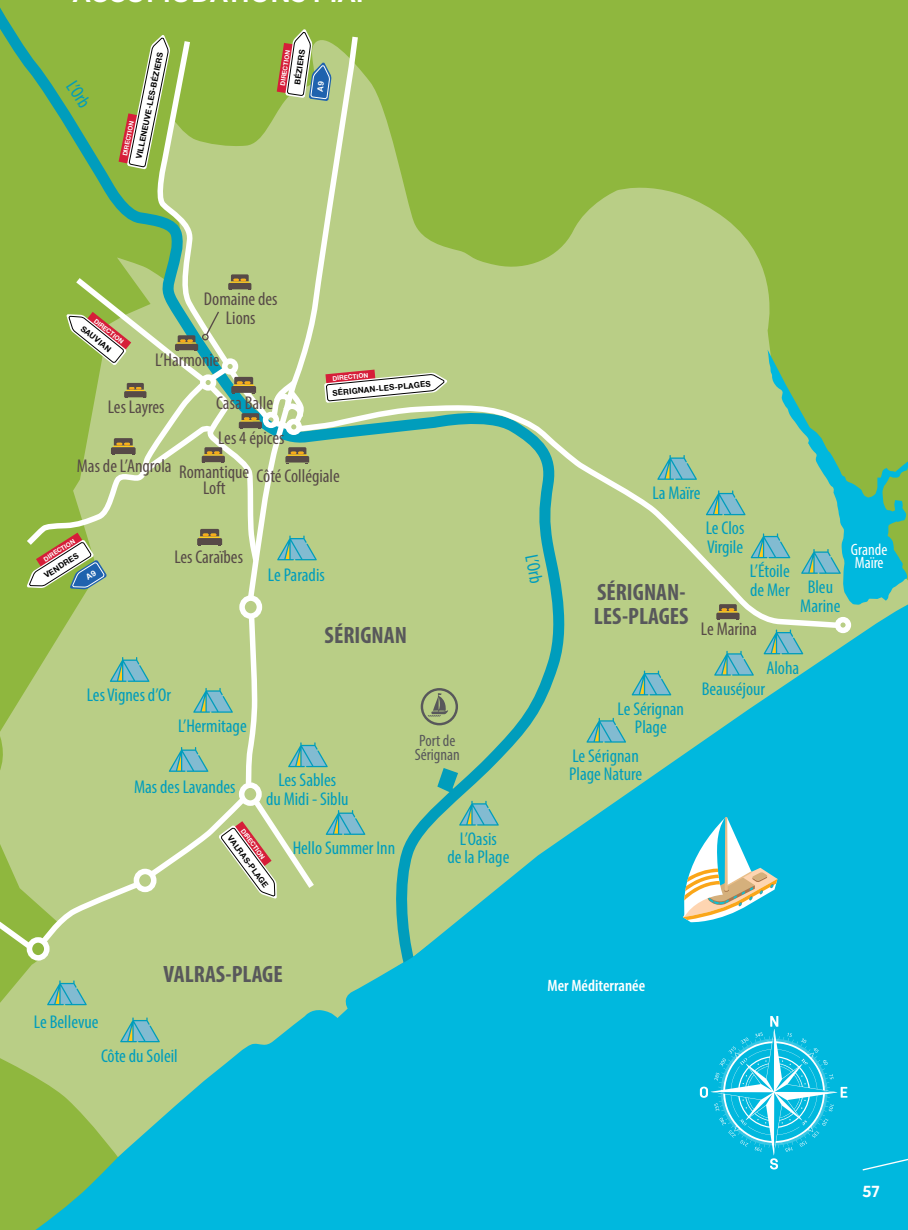 ACCOMODATIONS MAP
DIRECTION
VILLENEUVE-LES-BÉZIERS
DIRECTION
BÉZIERS
A9
L'Orb
Domaine des
Lions
DIRECTION
SAUVIAN
L'Harmonie
DIRECTION
SÉRIGNAN-LES-PLAGES
Les Layres
Casa Balle
Les 4 épices
Mas de L'Angrola
Romantique
Loft
Côté Collégiale
La Maïre
Le Clos
Virgile
DIRECTION
VENDRES
A9
Les Caraïbes
Le Paradis
L'Orb
L'Étoile
de Mer
Bleu
Marine
Grande
Maïre
SÉRIGNAN-
LES-PLAGES
SÉRIGNAN
Le Marina
Aloha
Beauséjour
Les Vignes d'Or
L'Hermitage
Le Sérignan
Plage
Port de
Sérignan
Le Sérignan
Plage Nature
Mas des Lavandes
Les Sables
du Midi - Siblu
Hello Summer Inn
L'Oasis
de la Plage
DIRECTION
VALRAS-PLAGE
VALRAS-PLAGE
Mer Méditerranée
Le Bellevue
Côte du Soleil
N
O
E
S
57